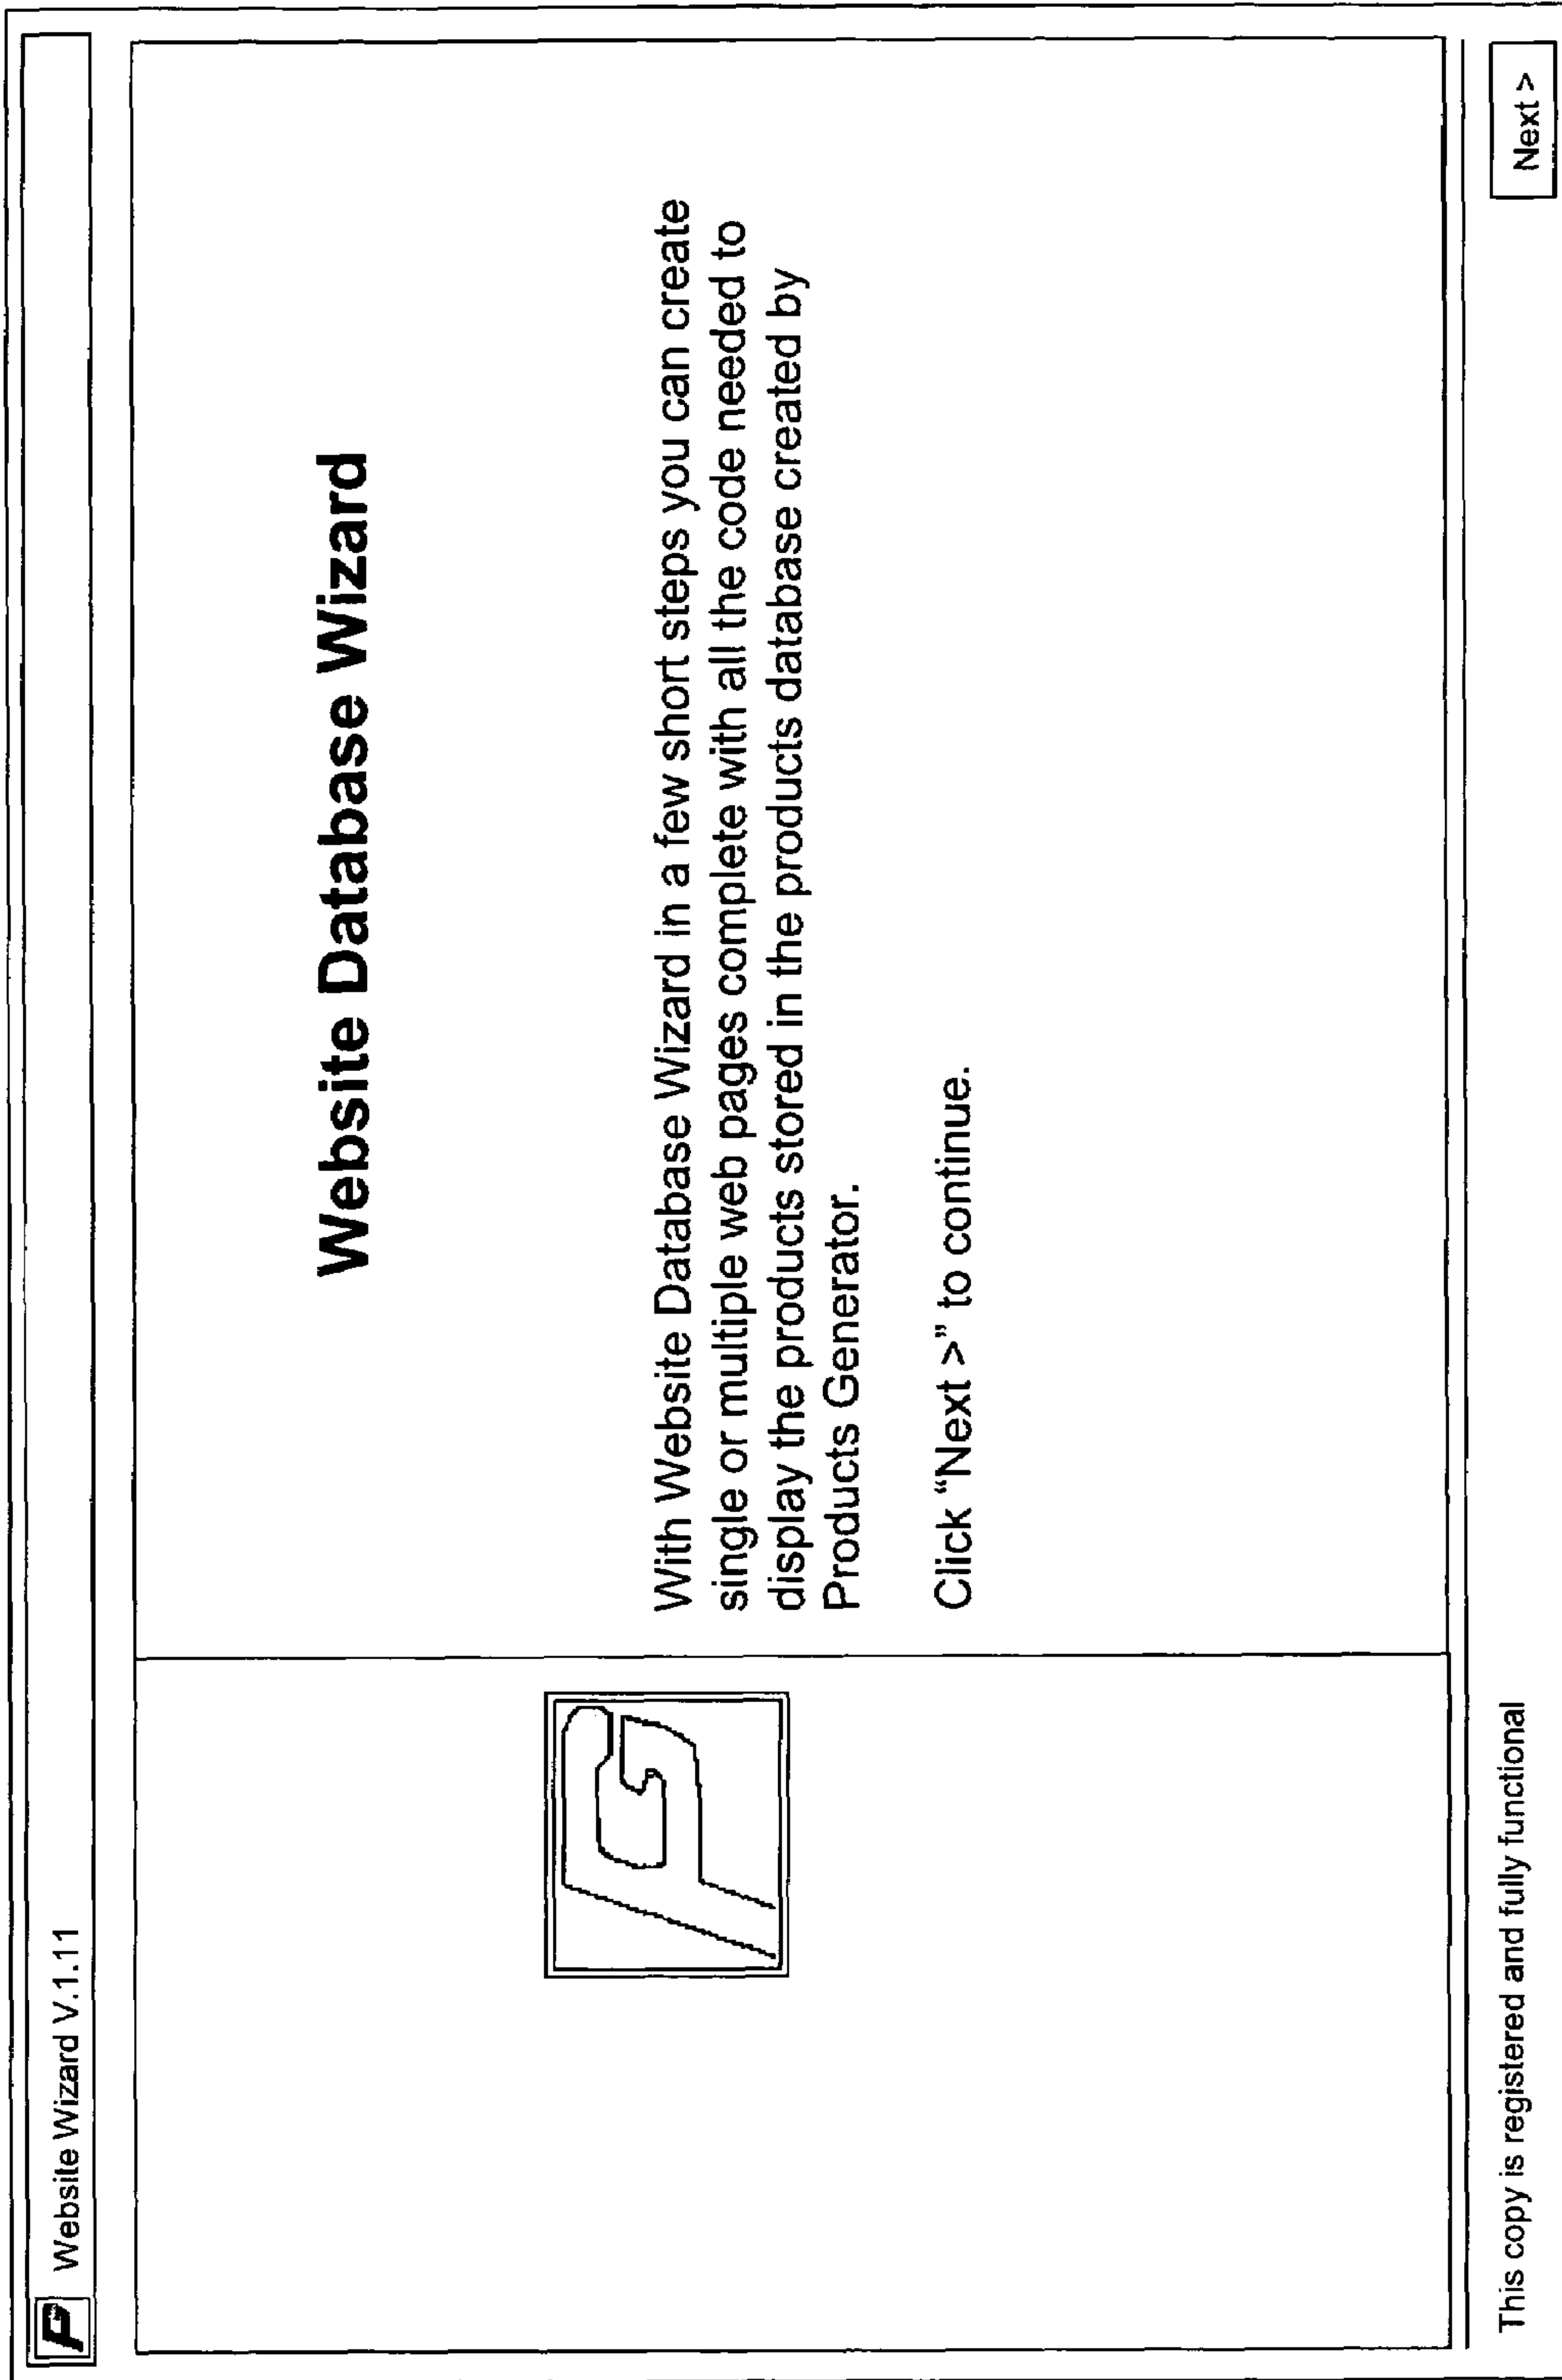 Website Wizard V.1.11
Website Database Wizard
With Website Database Wizard in a few short steps you can create
single or multiple web pages complete with all the code needed to
display the products stored in the products database created by
Products Generator.
Click “Next >” to continue.
This copy is registered and fully functional
Next >